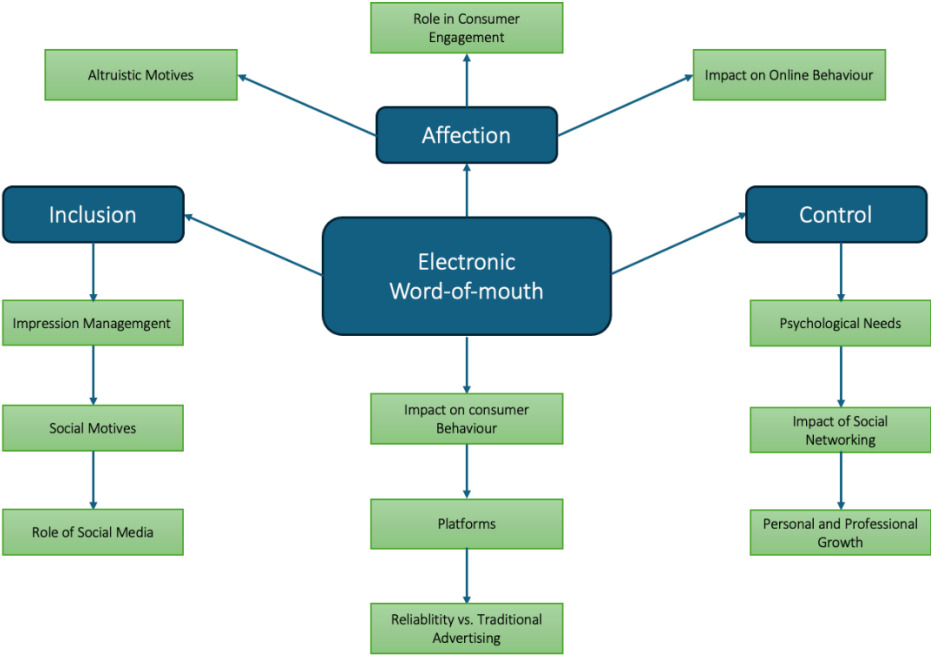 Role in Consumer
Engagement
Altruistic Motives
Impact on Online Behaviour
Affection
Inclusion
Control
Electronic
Word-of-mouth
Impression Managemgent
Psychological Needs
Impact on consumer
Behaviour
Social Motives
Impact of Social
Networking
Platforms
Role of Social Media
Personal and Professional
Growth
Reliablitity vs. Traditional
Advertising